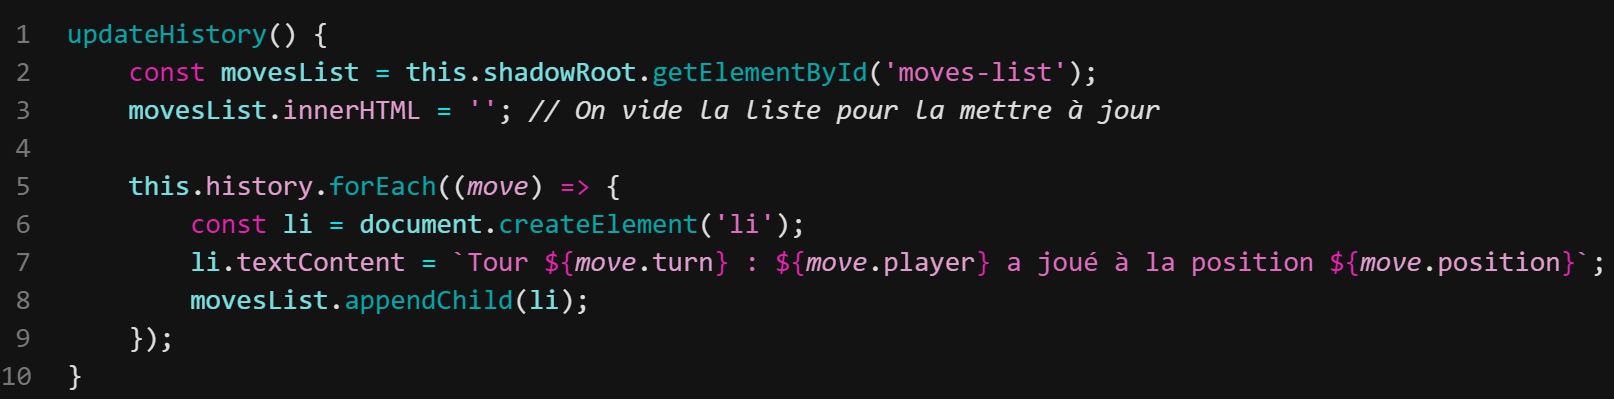 1 updateHistory() {
2 const movesList = this.shadowRoot.getElementById('moves-list');
3 movesList.innerHTML = ''; // On vide la liste pour la mettre à jour
4
5 this.history.forEach((move) => {
6 const li = document.createElement('li');
7 li.textContent = `Tour ${move.turn} : ${move.player} a joué à la position ${move.position}`;
8 movesList.appendChild(li);
9 });
10 }